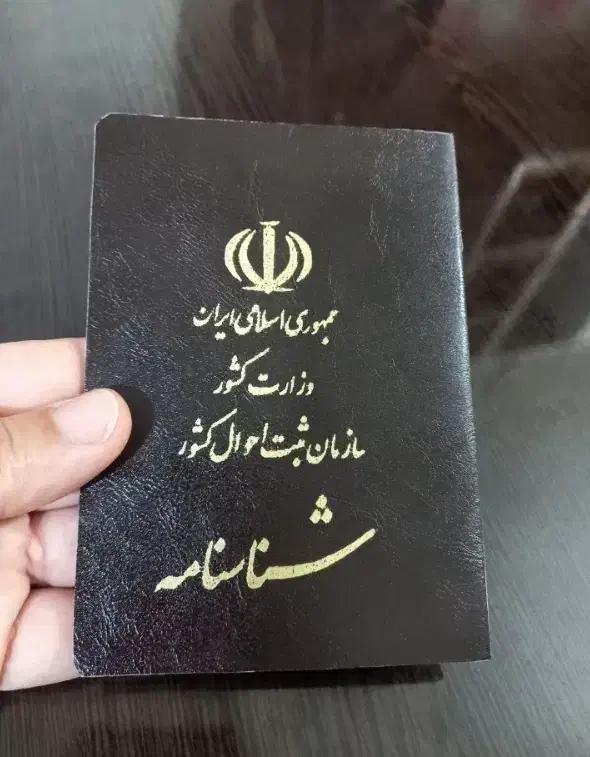 جمهوری اسلامی ایران
وزارت کشور
سازمان ثبت احوال کشور
شناسنامه